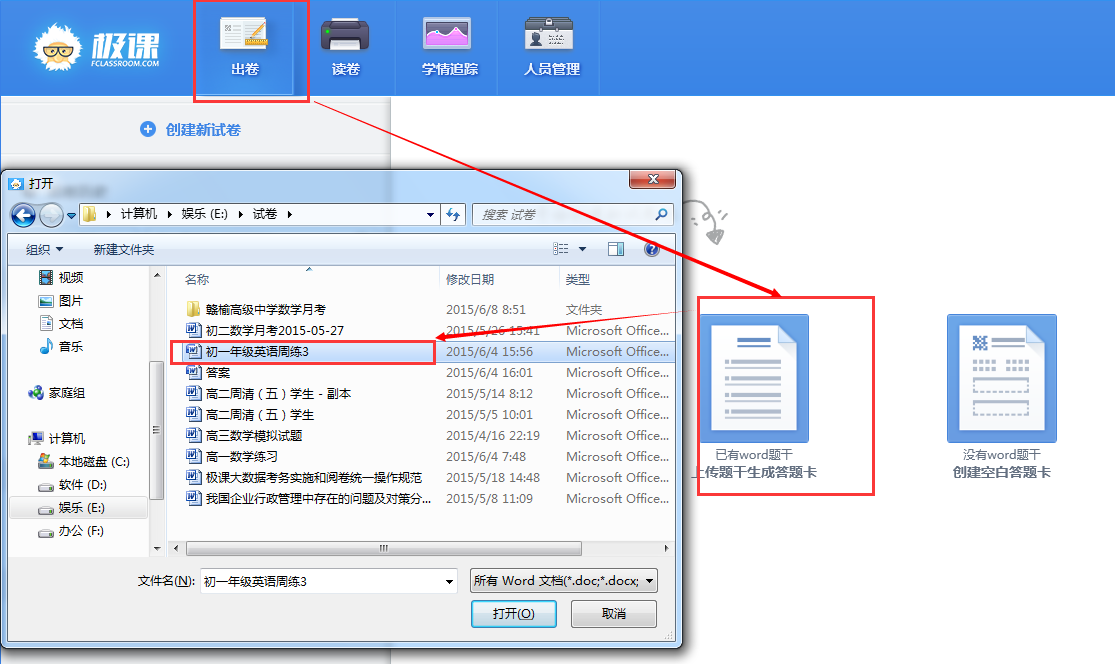 极课
FCLASSROOM.COM
出卷
读卷
学情追踪
人员管理
创建新试卷
打开
计算机 娱乐 (E:) 试卷
搜索 试卷
组织
新建文件夹
视频
图片
文档
音乐
家庭组
计算机
本地磁盘 (C:)
软件 (D:)
娱乐 (E:)
办公 (F:)
名称 修改日期 类型
赣榆高级中学数学月考 2015/6/8 8:51 文件夹
初二数学月考2015-05-27 2015/5/26 15:41 Microsoft Office...
初一年级英语周练3 2015/6/4 15:56 Microsoft Office...
答案 2015/6/4 16:01 Microsoft Office...
高二周清（五）学生 - 副本 2015/5/14 8:12 Microsoft Office...
高二周清（五）学生 2015/5/5 10:01 Microsoft Office...
高三数学模拟试题 2015/4/16 22:19 Microsoft Office...
高一数学练习 2015/6/4 7:48 Microsoft Office...
极课大数据考务实施和阅卷统一操作规范 2015/5/18 14:48 Microsoft Office...
我国企业行政管理中存在的问题及对策分... 2015/5/8 11:09 Microsoft Office...
文件名(N): 初一年级英语周练3
所有 Word 文档(*.doc;*.docx;
打开(O)
取消
已有word题干
上传题干生成答题卡
没有word题干
创建空白答题卡